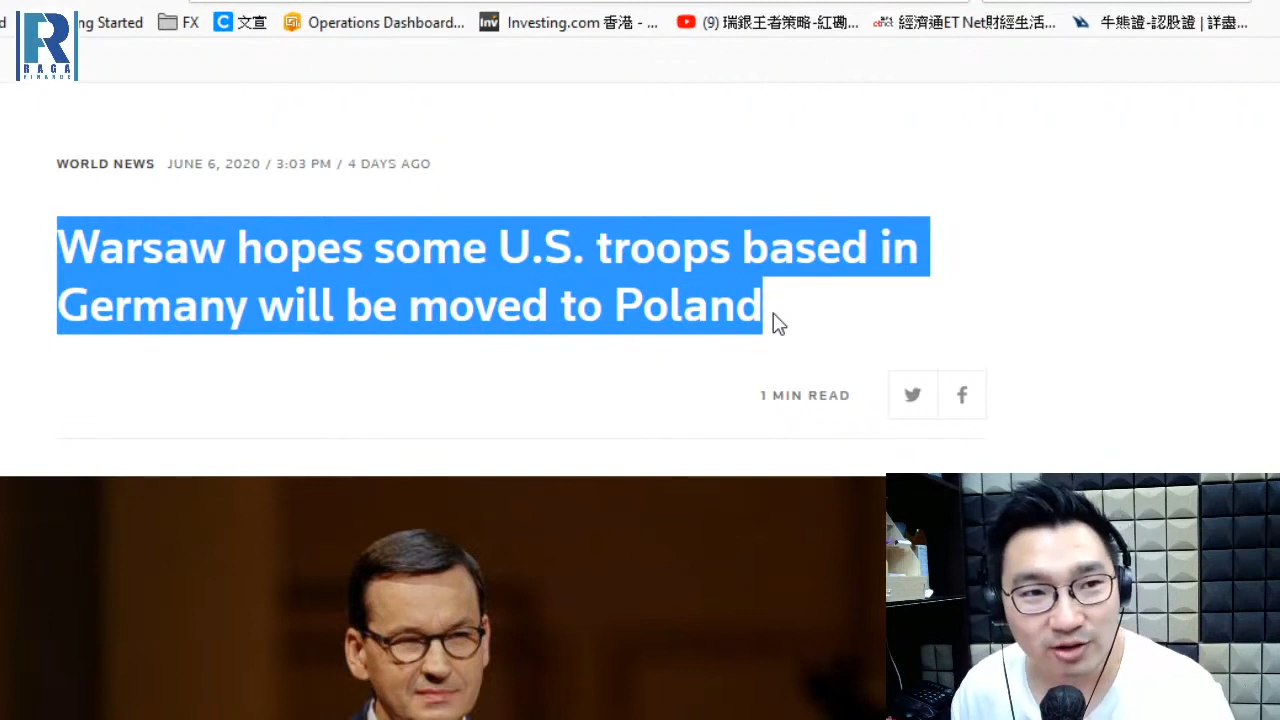 ng Started FX 文宣 Operations Dashboard... Investing.com 香港 - ... (9) 瑞銀王者策略-紅磡... 經濟通ET Net財經生活... 牛熊證-認股證 | 詳盡...
R
RAGA
FINANCE
WORLD NEWS JUNE 6, 2020 / 3:03 PM / 4 DAYS AGO
Warsaw hopes some U.S. troops based in
Germany will be moved to Poland
1 MIN READ